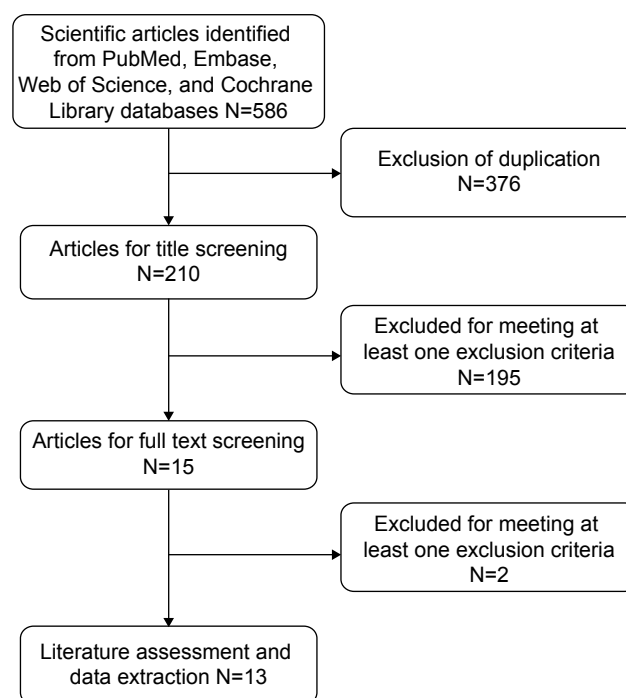 Scientific articles identified
from PubMed, Embase,
Web of Science, and Cochrane
Library databases N=586
Exclusion of duplication
N=376
Articles for title screening
N=210
Excluded for meeting at
least one exclusion criteria
N=195
Articles for full text screening
N=15
Excluded for meeting at
least one exclusion criteria
N=2
Literature assessment and
data extraction N=13